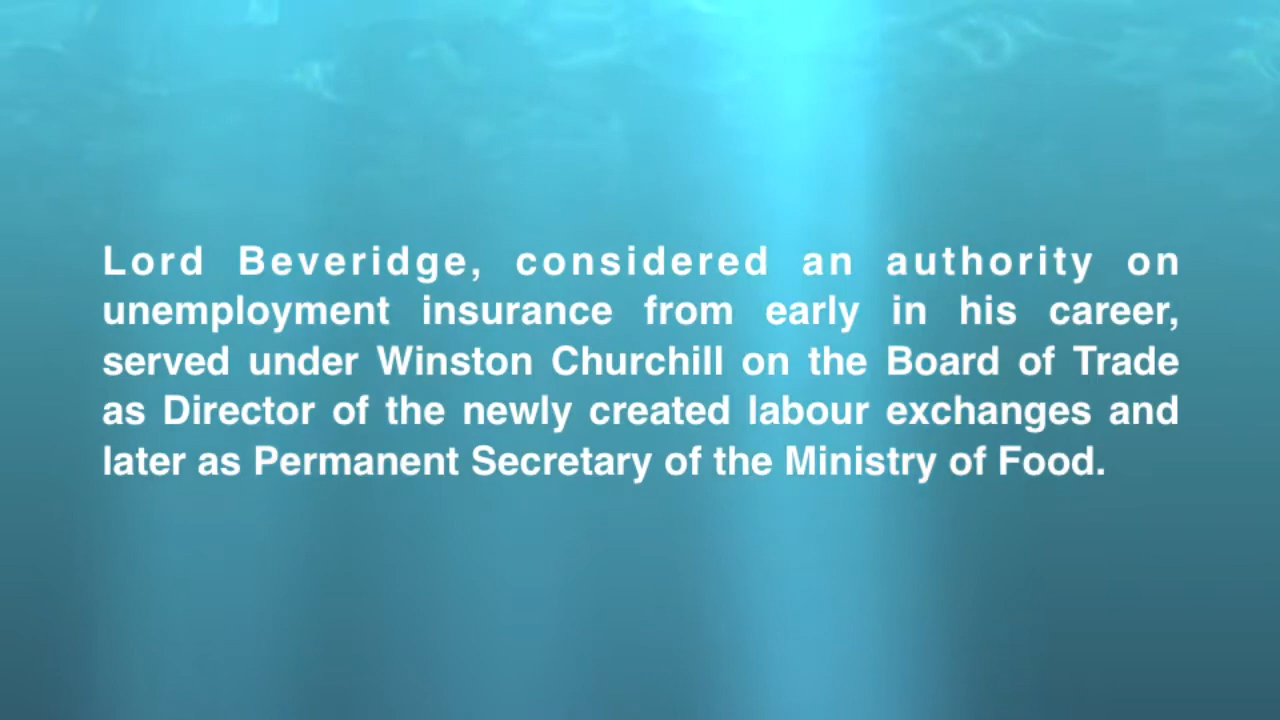 Lord Beveridge, considered an authority on
unemployment insurance from early in his career,
served under Winston Churchill on the Board of Trade
as Director of the newly created labour exchanges and
later as Permanent Secretary of the Ministry of Food.